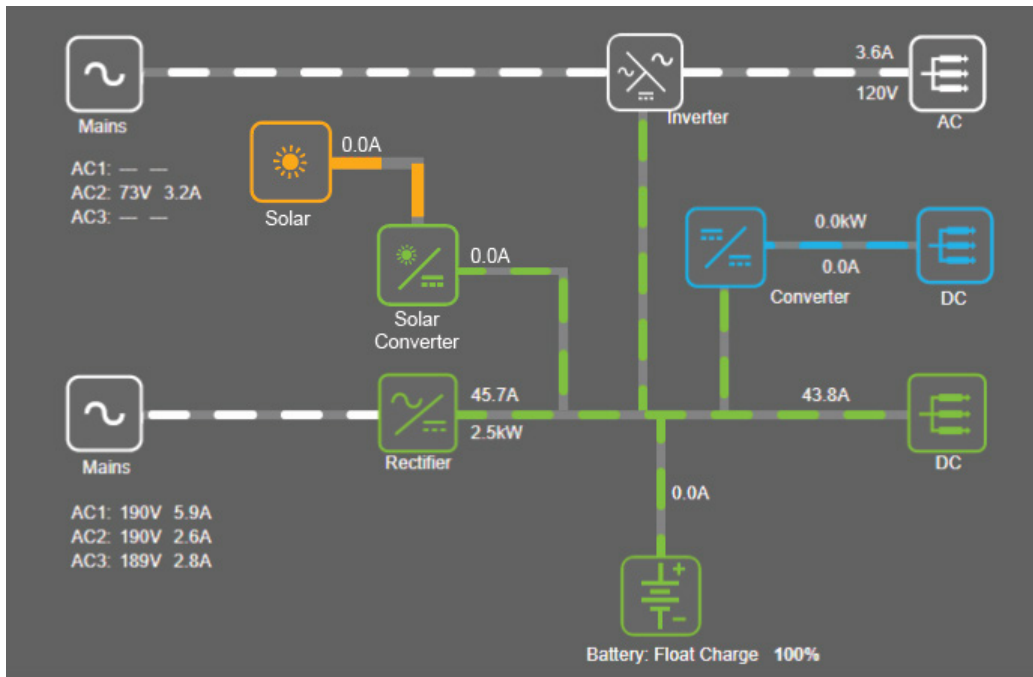 3.6A
120V
Mains
Inverter
AC
AC1: — —
AC2: 73V 3.2A
AC3: — —
0.0A
Solar
0.0A
Solar
Converter
0.0kW
0.0A
Converter
DC
45.7A
2.5kW
43.8A
Mains
Rectifier
DC
AC1: 190V 5.9A
AC2: 190V 2.6A
AC3: 189V 2.8A
0.0A
Battery: Float Charge 100%